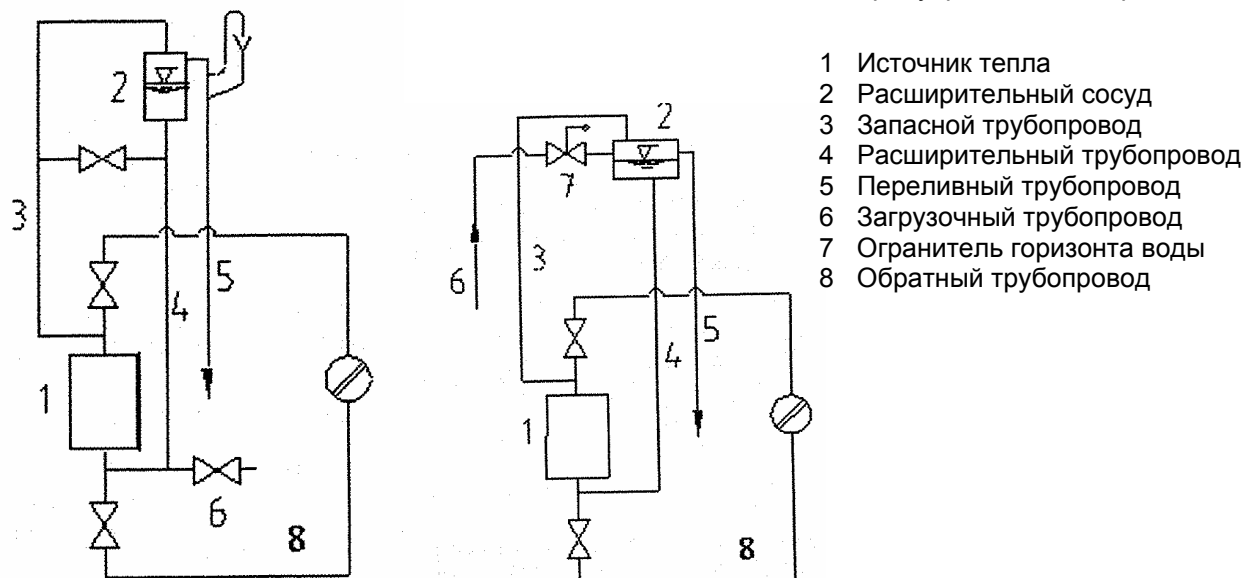 1 Источник тепла
2 Расширительный сосуд
3 Запасной трубопровод
4 Расширительный трубопровод
5 Переливный трубопровод
6 Загрузочный трубопровод
7 Огранитель горизонта воды
8 Обратный трубопровод
2
3
4
5
1
6
8
2
7
6
3
4
5
1
8